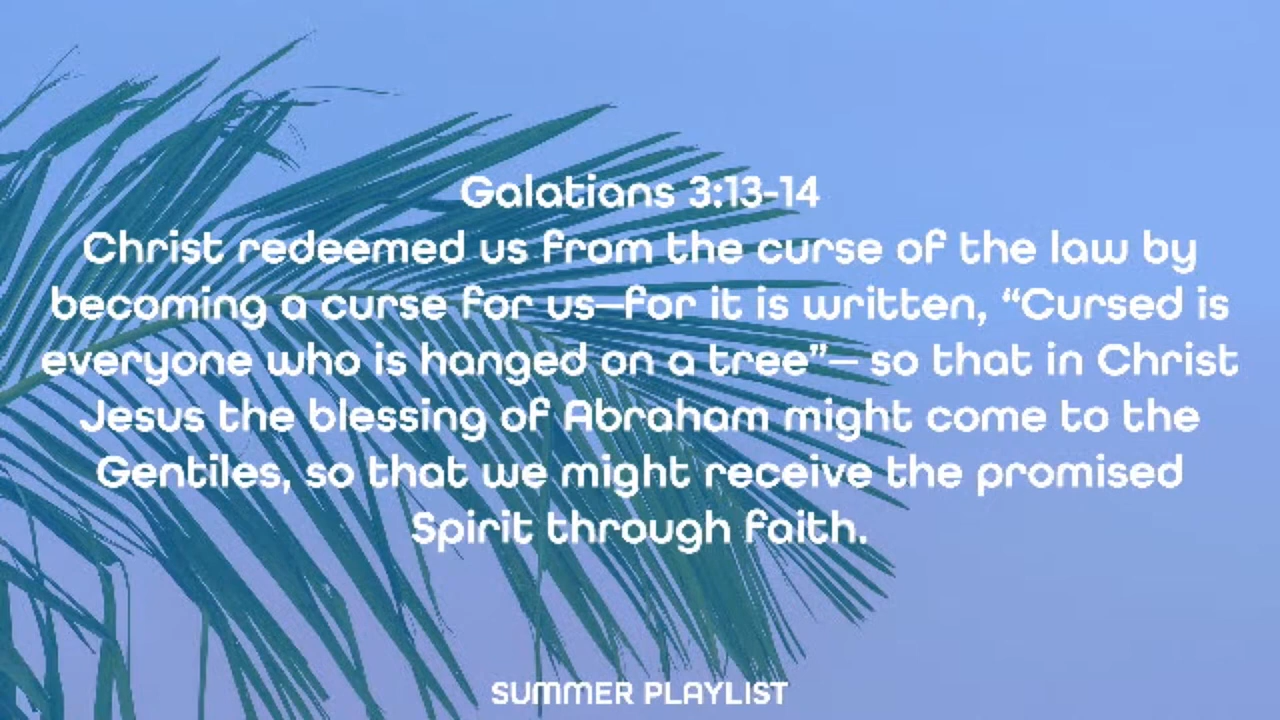 Galatians 3:13-14
Christ redeemed us from the curse of the law by
becoming a curse for us—for it is written, “Cursed is
everyone who is hanged on a tree”— so that in Christ
Jesus the blessing of Abraham might come to the
Gentiles, so that we might receive the promised
Spirit through faith.
SUMMER PLAYLIST